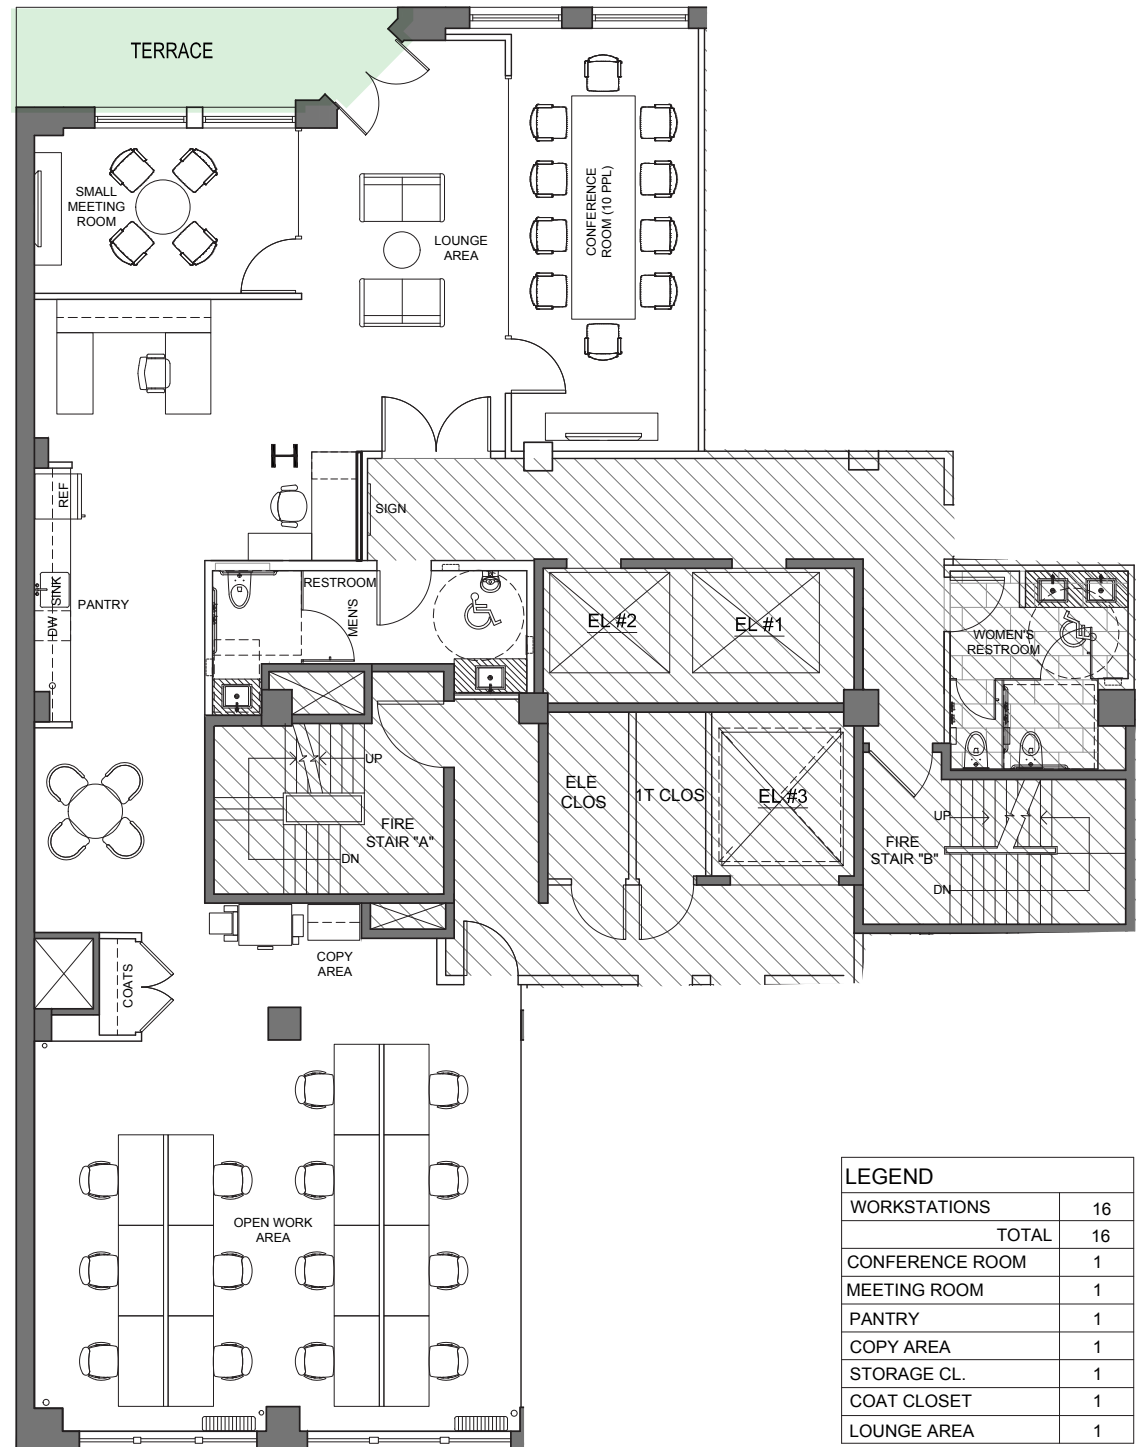 TERRACE
SMALL
MEETING
ROOM
LOUNGE
AREA
CONFERENCE
ROOM (10 PPL)
H
REF
SIGN
SINK
DW
PANTRY
RESTROOM
MEN'S
EL #2
EL #1
WOMEN'S
RESTROOM
UP
FIRE
STAIR "A"
DN
ELE
CLOS
1T CLOS
EL #3
UP
FIRE
STAIR "B"
DN
COPY
AREA
COATS
OPEN WORK
AREA
LEGEND
WORKSTATIONS 16
TOTAL 16
CONFERENCE ROOM 1
MEETING ROOM 1
PANTRY 1
COPY AREA 1
STORAGE CL. 1
COAT CLOSET 1
LOUNGE AREA 1